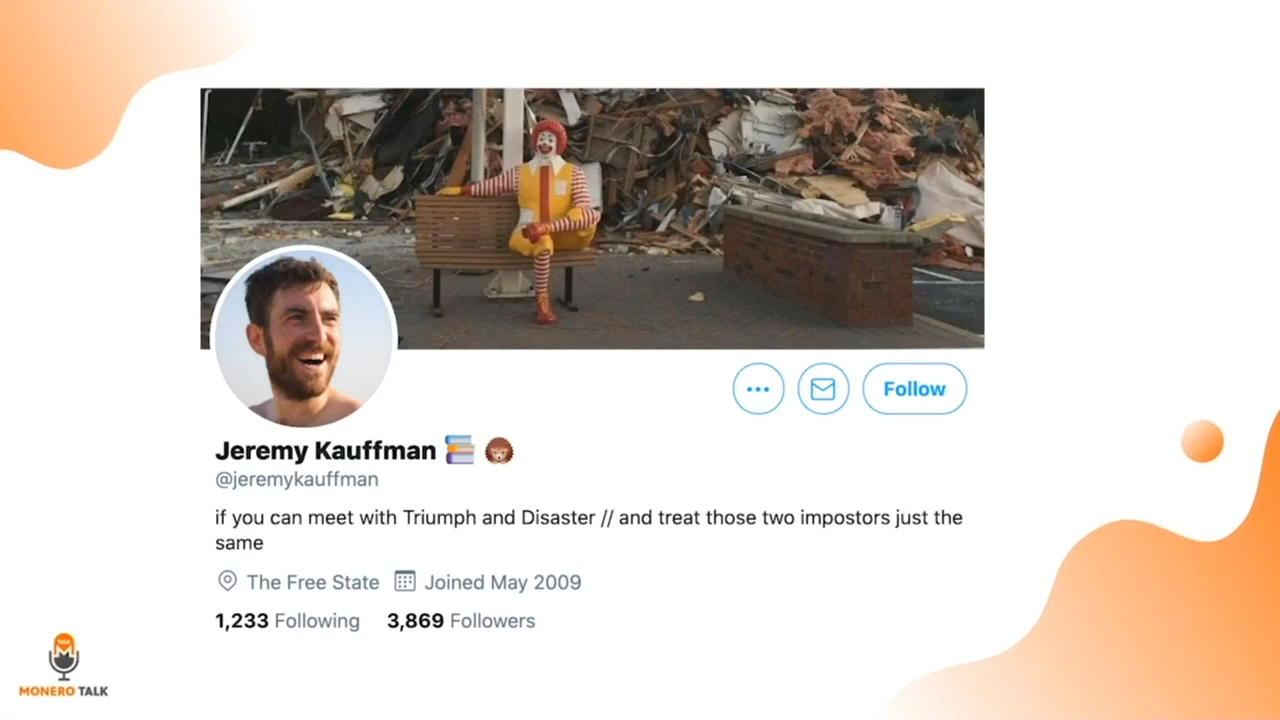 Follow
Jeremy Kauffman 📚 🦔
@jeremykauffman
if you can meet with Triumph and Disaster // and treat those two impostors just the
same
The Free State Joined May 2009
1,233 Following 3,869 Followers
MONERO TALK